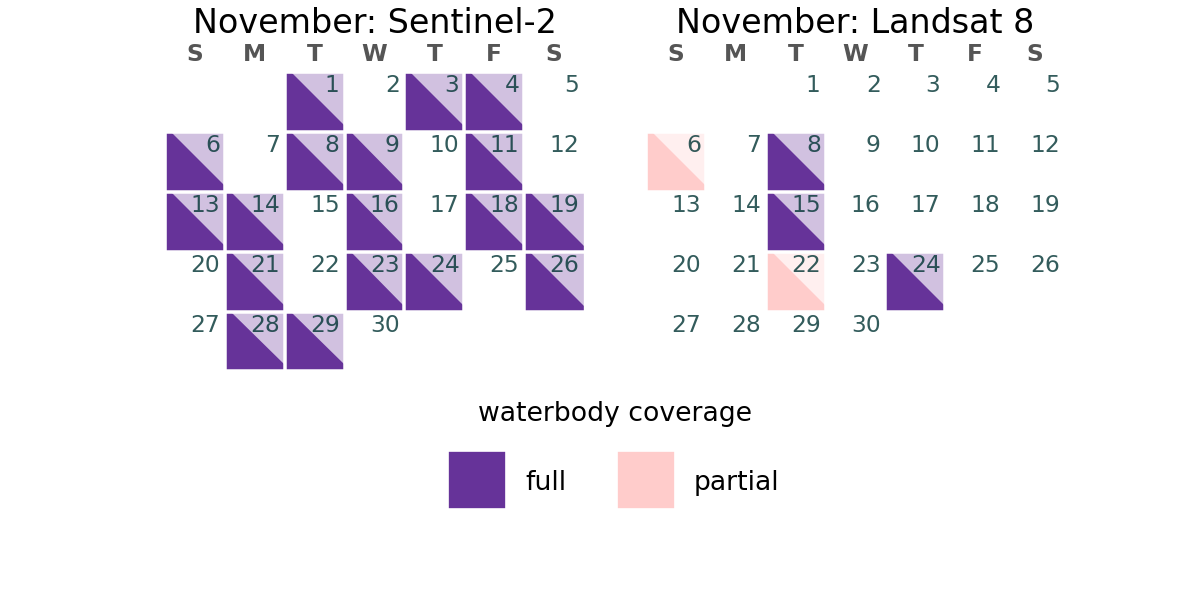 November: Sentinel-2
S M T W T F S
1 2 3 4 5
6 7 8 9 10 11 12
13 14 15 16 17 18 19
20 21 22 23 24 25 26
27 28 29 30
November: Landsat 8
S M T W T F S
1 2 3 4 5
6 7 8 9 10 11 12
13 14 15 16 17 18 19
20 21 22 23 24 25 26
27 28 29 30
waterbody coverage
full
partial